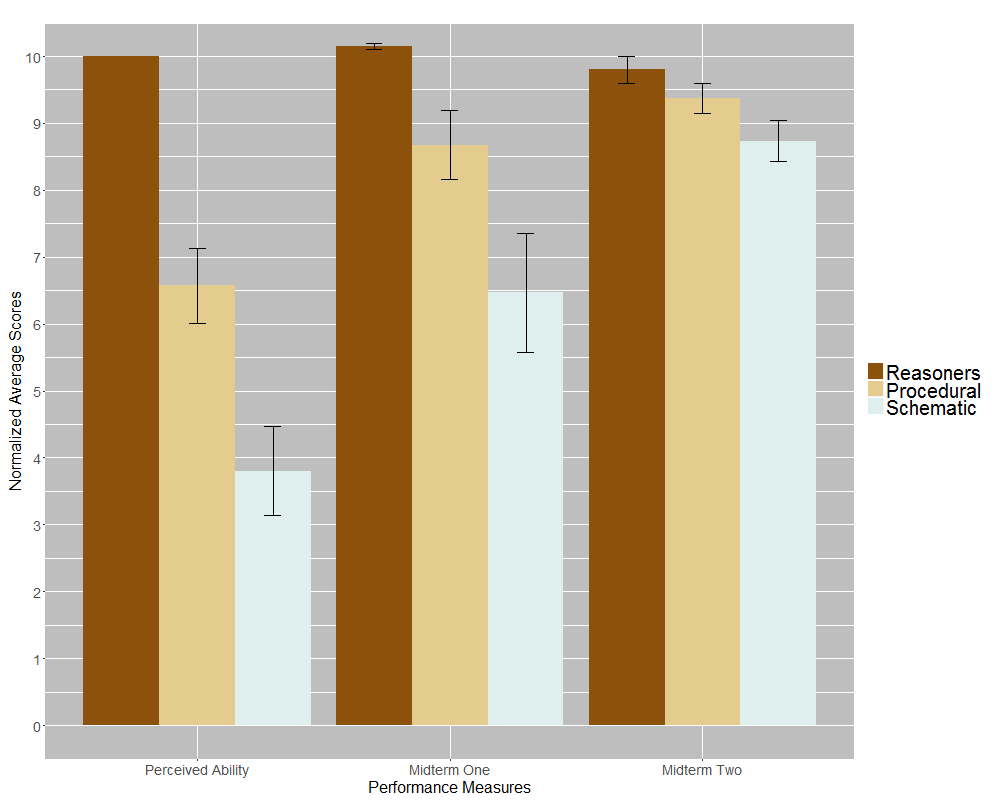 Normalized Average Scores
10
9
8
7
6
5
4
3
2
1
0
Perceived Ability
Midterm One
Midterm Two
Performance Measures
Reasoners
Procedural
Schematic